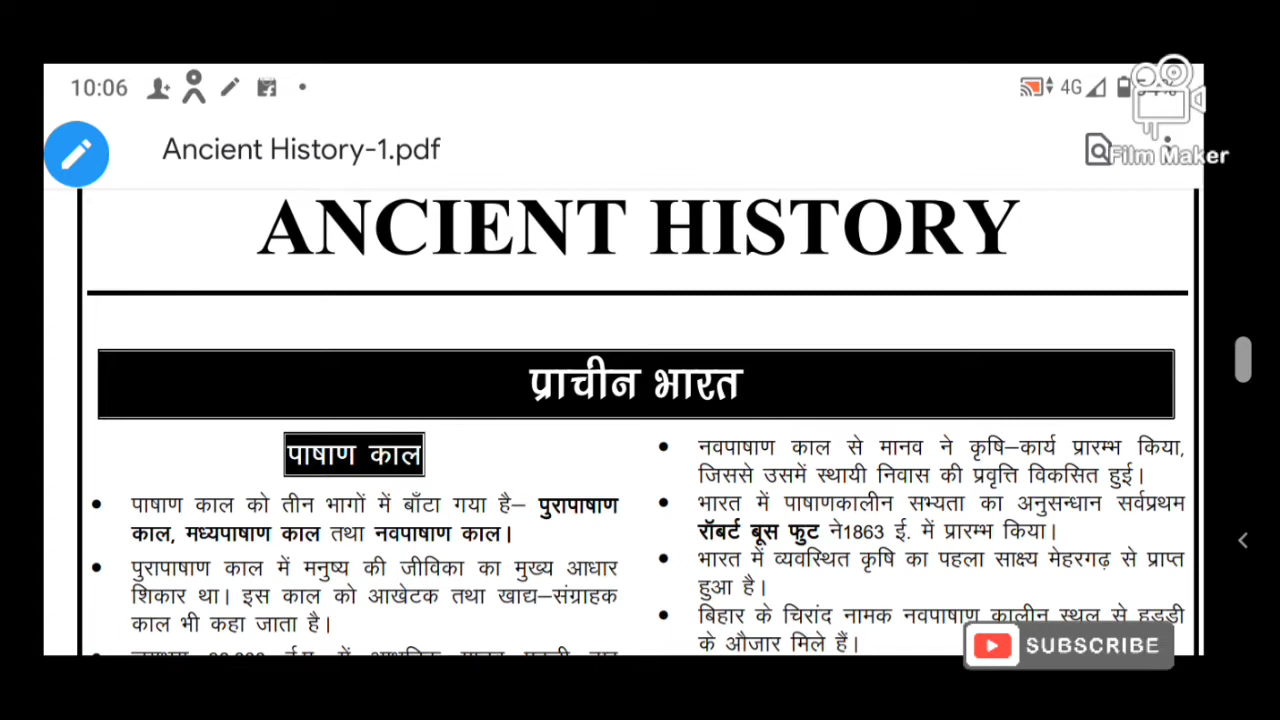 10:06
4G
Film Maker
Ancient History-1.pdf
ANCIENT HISTORY
प्राचीन भारत
पाषाण काल
पाषाण काल को तीन भागों में बाँटा गया है– पुरापाषाण
काल, मध्यपाषाण काल तथा नवपाषाण काल।
पुरापाषाण काल में मनुष्य की जीविका का मुख्य आधार
शिकार था। इस काल को आखेटक तथा खाद्य–संग्राहक
काल भी कहा जाता है।
नवपाषाण काल से मानव ने कृषि–कार्य प्रारम्भ किया,
जिससे उसमें स्थायी निवास की प्रवृत्ति विकसित हुई।
भारत में पाषाणकालीन सभ्यता का अनुसन्धान सर्वप्रथम
रॉबर्ट ब्रूस फुट ने1863 ई. में प्रारम्भ किया।
भारत में व्यवस्थित कृषि का पहला साक्ष्य मेहरगढ़ से प्राप्त
हुआ है।
बिहार के चिरांद नामक नवपाषाण कालीन स्थल से हड्डी
के औजार मिले हैं।
SUBSCRIBE